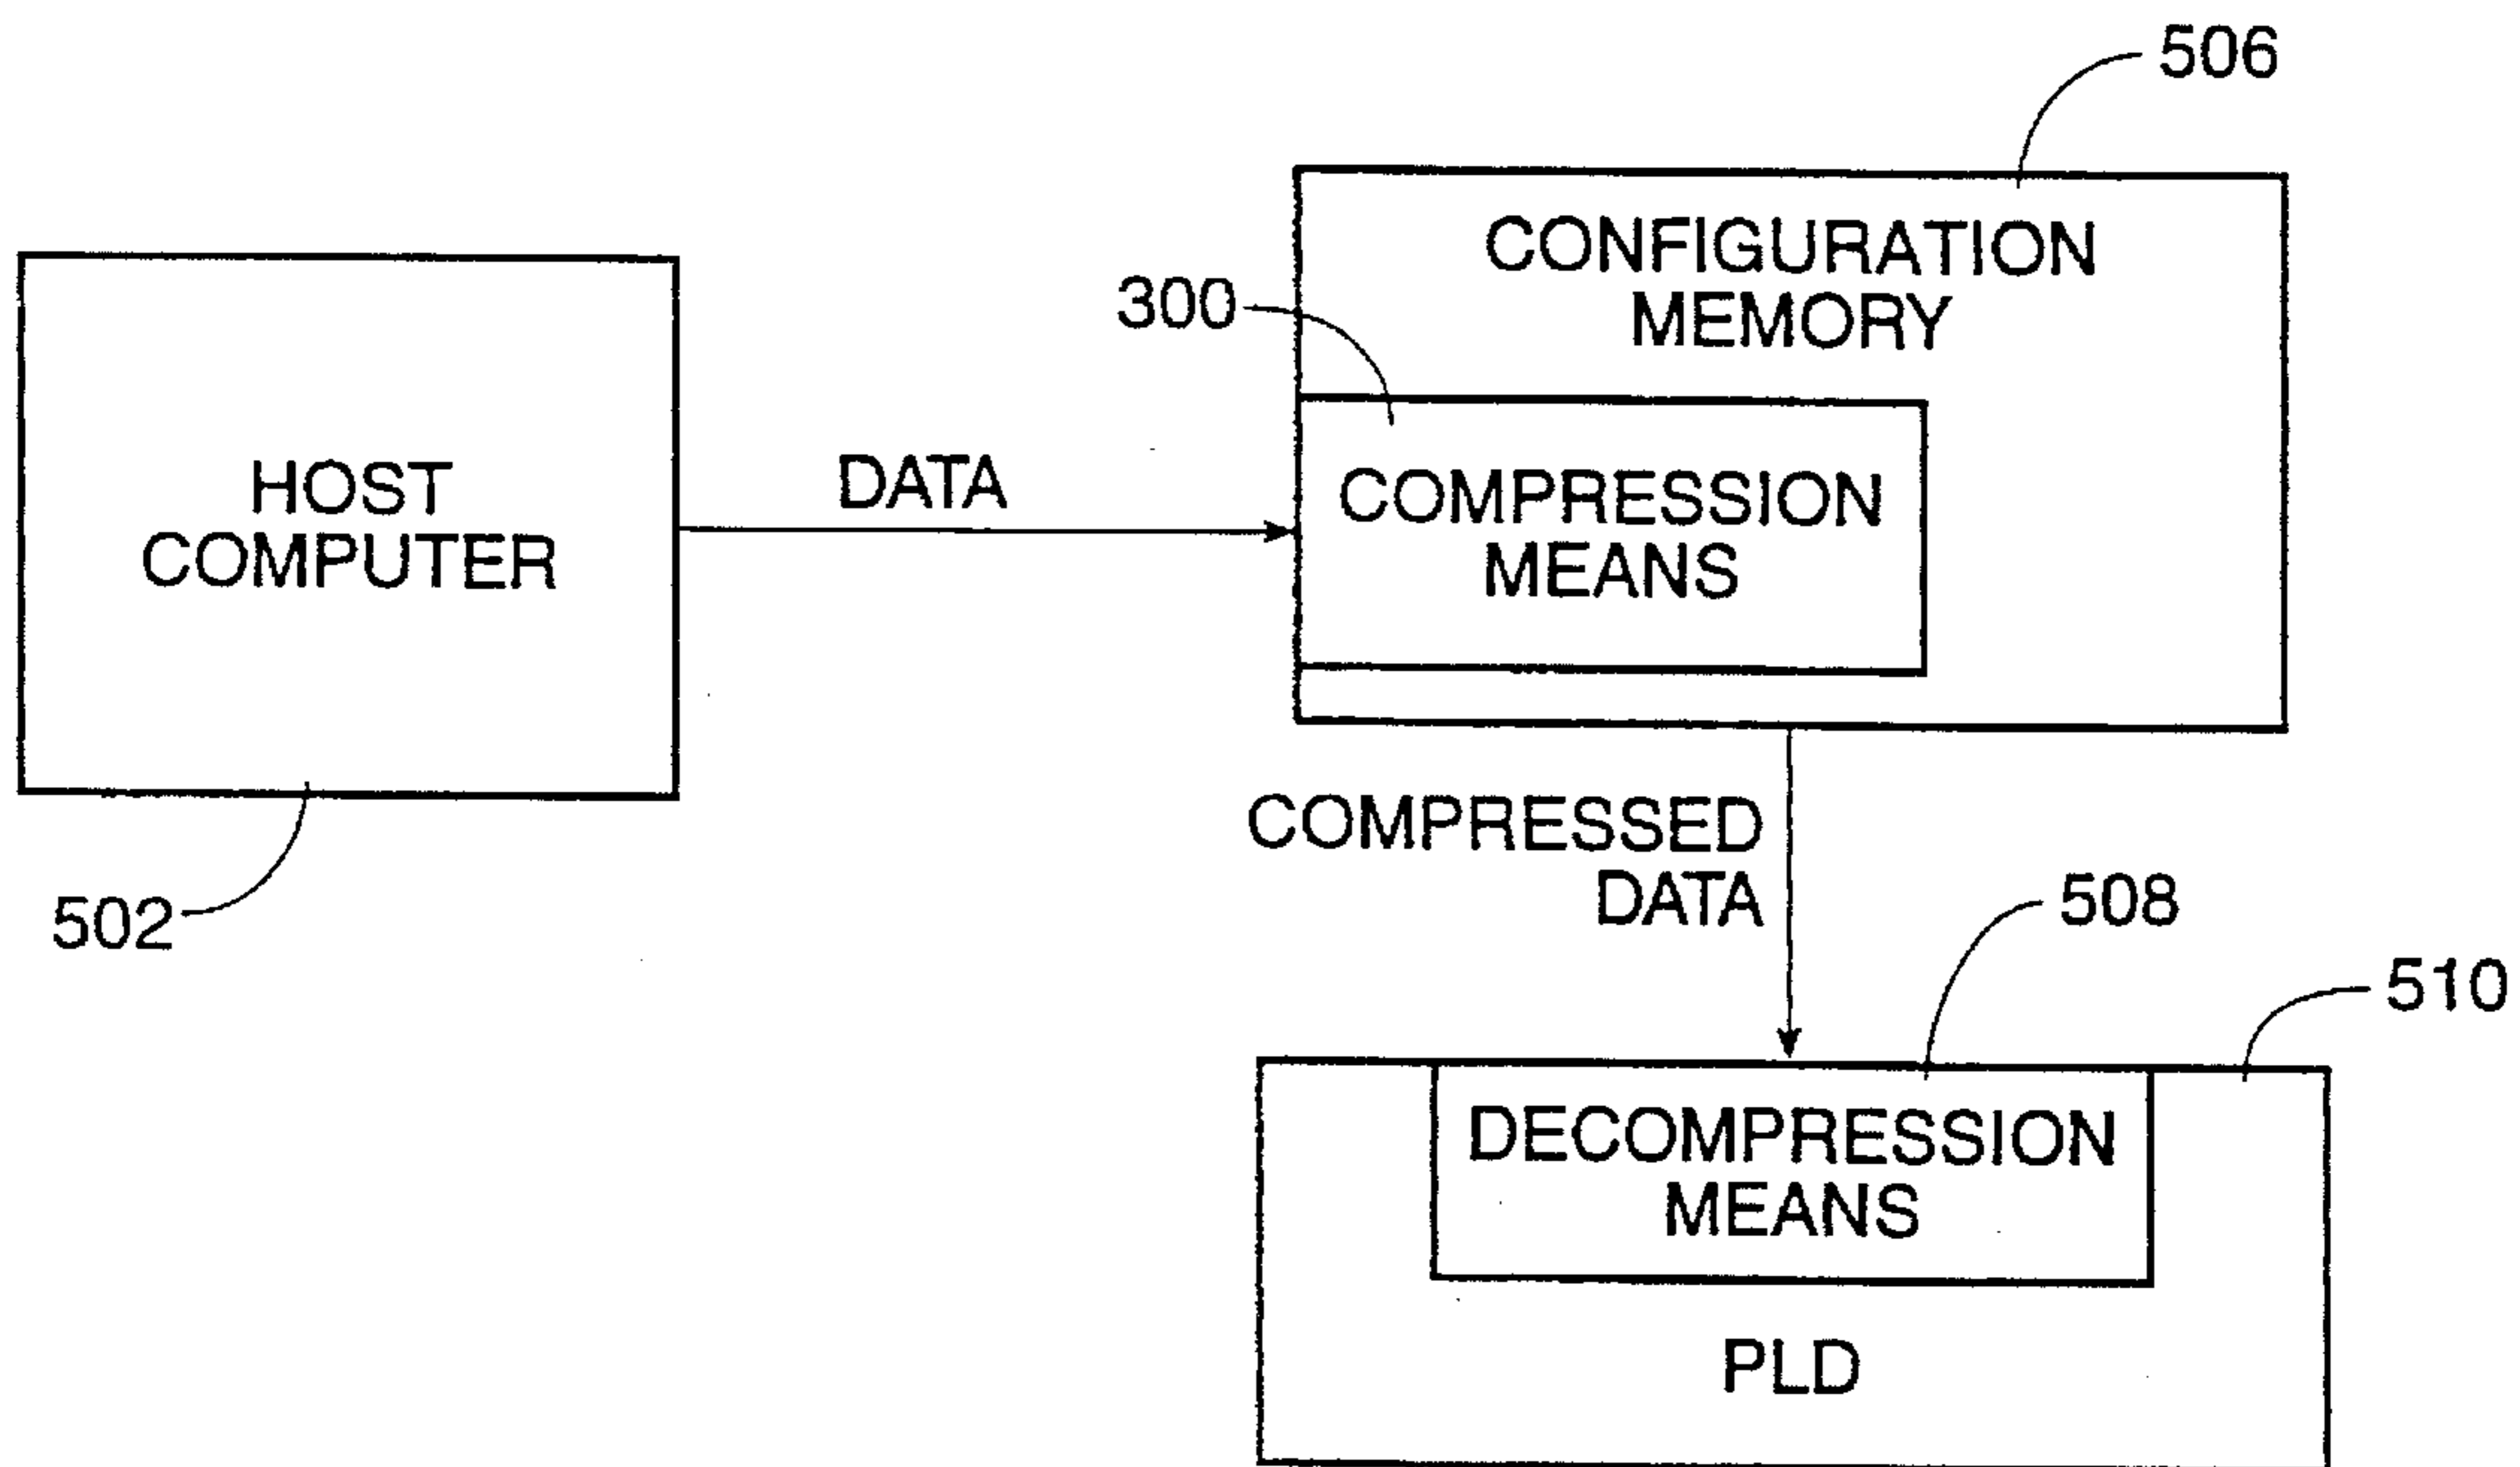 506
CONFIGURATION
MEMORY
300
COMPRESSION
MEANS
HOST
COMPUTER
DATA
502
COMPRESSED
DATA
508
510
DECOMPRESSION
MEANS
PLD